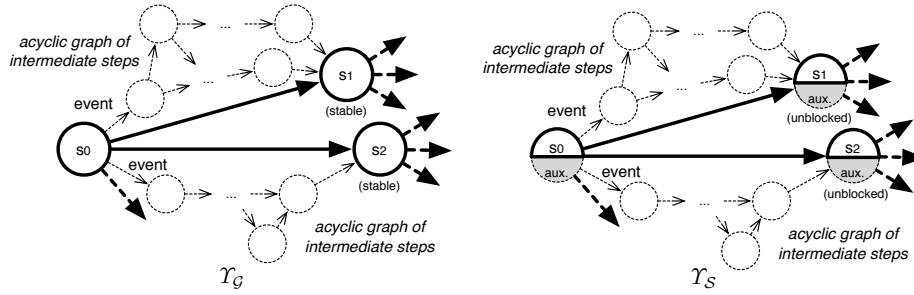 acyclic graph of
intermediate steps
...
...
event
s0
s1
(stable)
s2
(stable)
event
...
acyclic graph of
intermediate steps
ϒ𝒢
acyclic graph of
intermediate steps
...
...
event
s0
aux.
s1
aux.
(unblocked)
s2
aux.
(unblocked)
event
...
acyclic graph of
intermediate steps
ϒ𝒮